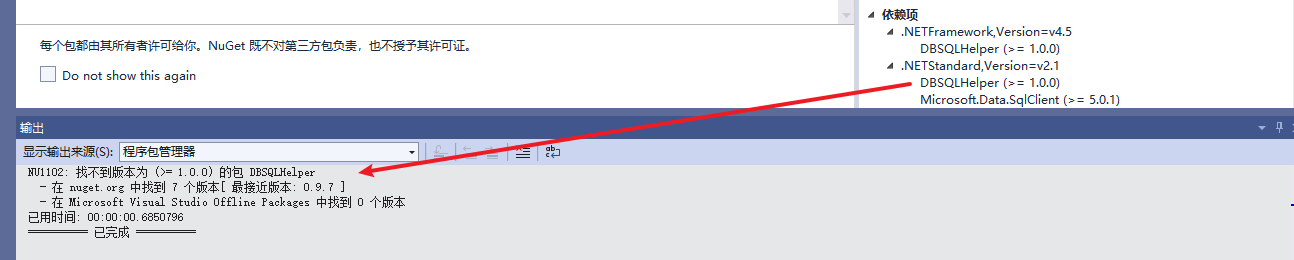 每个包都由其所有者许可给你。NuGet 既不对第三方包负责，也不授予其许可证。
Do not show this again
依赖项
.NETFramework,Version=v4.5
DBSQLHelper (>= 1.0.0)
.NETStandard,Version=v2.1
DBSQLHelper (>= 1.0.0)
Microsoft.Data.SqlClient (>= 5.0.1)
输出
显示输出来源(S): 程序包管理器
NU1102: 找不到版本为 (>= 1.0.0) 的包 DBSQLHelper
- 在 nuget.org 中找到 7 个版本[ 最接近版本: 0.9.7 ]
- 在 Microsoft Visual Studio Offline Packages 中找到 0 个版本
已用时间: 00:00:00.6850796
========== 已完成 ==========